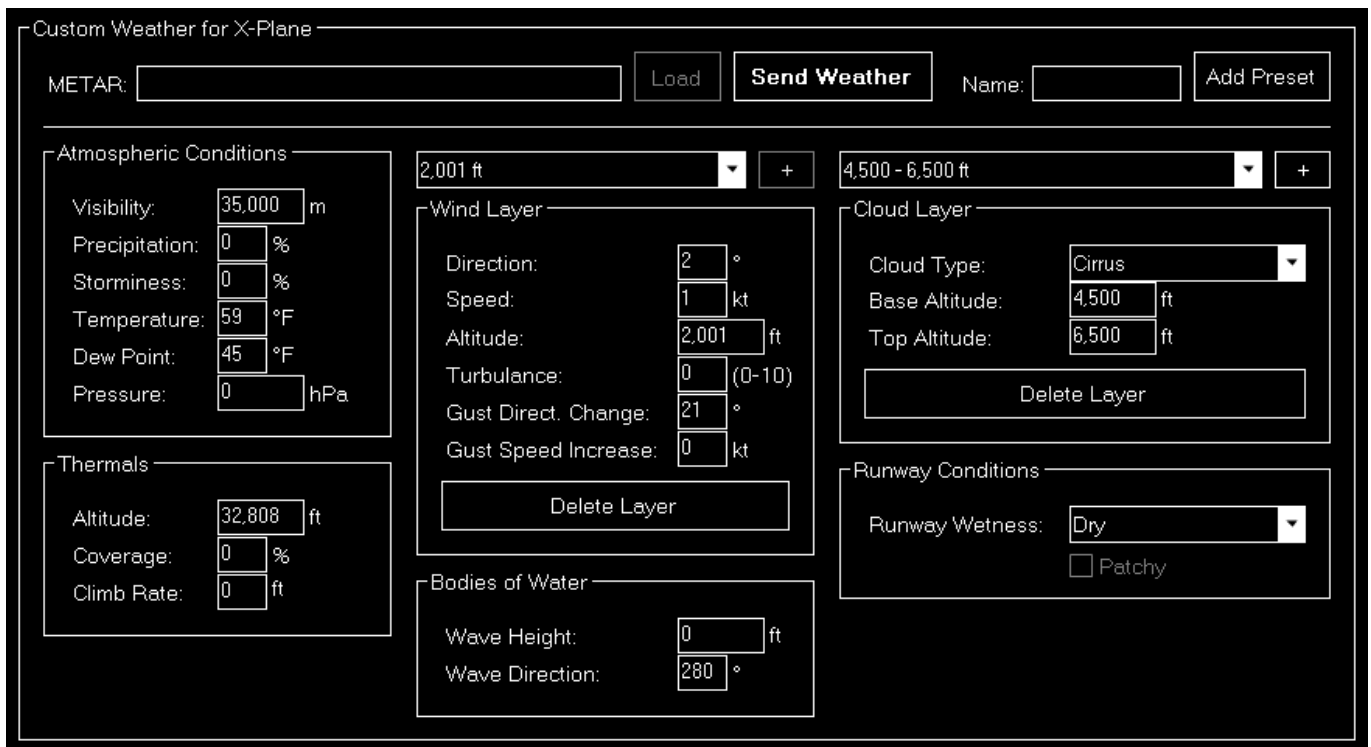 Custom Weather for X-Plane
METAR: Load Send Weather Name: Add Preset
Atmospheric Conditions
Visibility: 35,000 m
Precipitation: 0 %
Storminess: 0 %
Temperature: 59 °F
Dew Point: 45 °F
Pressure: 0 hPa
Thermals
Altitude: 32,808 ft
Coverage: 0 %
Climb Rate: 0 ft
2,001 ft +
Wind Layer
Direction: 2 °
Speed: 1 kt
Altitude: 2,001 ft
Turbulance: 0 (0-10)
Gust Direct. Change: 21 °
Gust Speed Increase: 0 kt
Delete Layer
Bodies of Water
Wave Height: 0 ft
Wave Direction: 280 °
4,500 - 6,500 ft +
Cloud Layer
Cloud Type: Cirrus
Base Altitude: 4,500 ft
Top Altitude: 6,500 ft
Delete Layer
Runway Conditions
Runway Wetness: Dry
Patchy